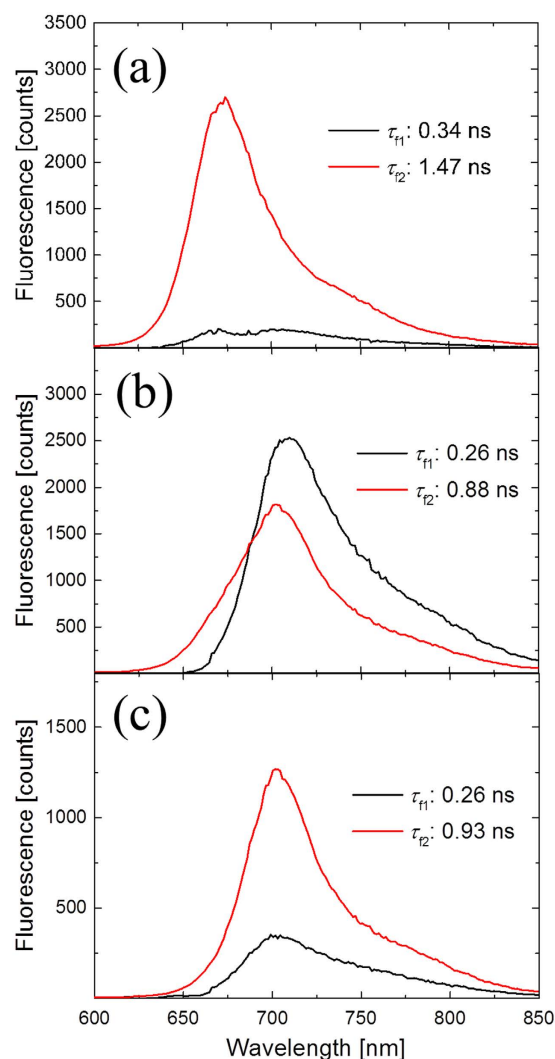 3500
(a)
3000
2500
τf1: 0.34 ns
τf2: 1.47 ns
2000
1500
1000
500
Fluorescence [counts]
(b)
3000
2500
τf1: 0.26 ns
τf2: 0.88 ns
2000
1500
1000
500
Fluorescence [counts]
(c)
1500
τf1: 0.26 ns
τf2: 0.93 ns
1000
500
Fluorescence [counts]
600 650 700 750 800 850
Wavelength [nm]